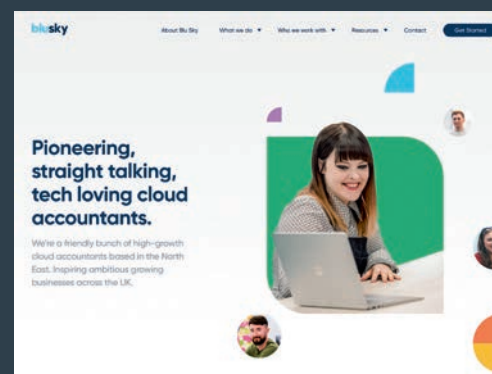 blusky
About Blu Sky What we do Who we work with Resources Contact Get Started
Pioneering,
straight talking,
tech loving cloud
accountants.
We're a friendly bunch of high-growth
cloud accountants based in the North
East. Inspiring ambitious growing
businesses across the UK.